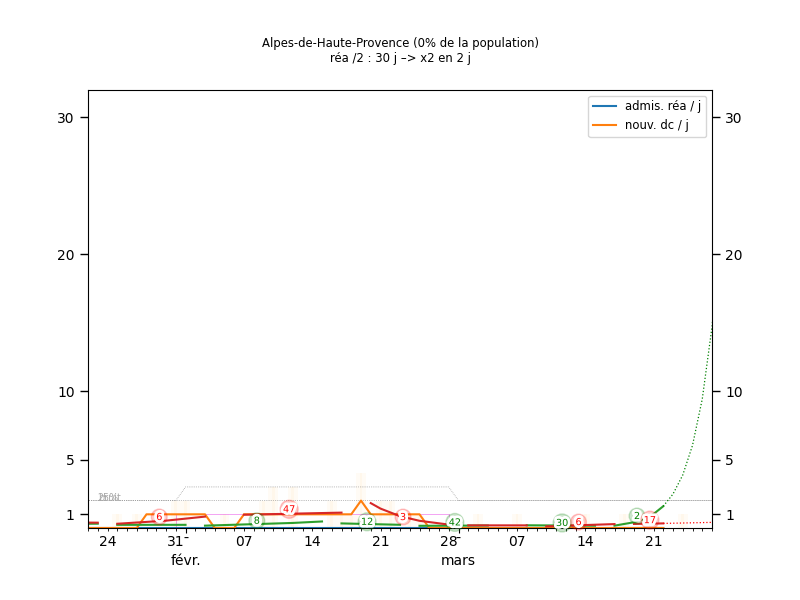 Alpes-de-Haute-Provence (0% de la population)
réa /2 : 30 j –> x2 en 2 j
admis. réa / j
nouv. dc / j
30 30
20 20
10 10
5 5
1 1
6 47 3 6 17
8 12 42 30 2
24 31 07 14 21 28 07 14 21
févr. mars